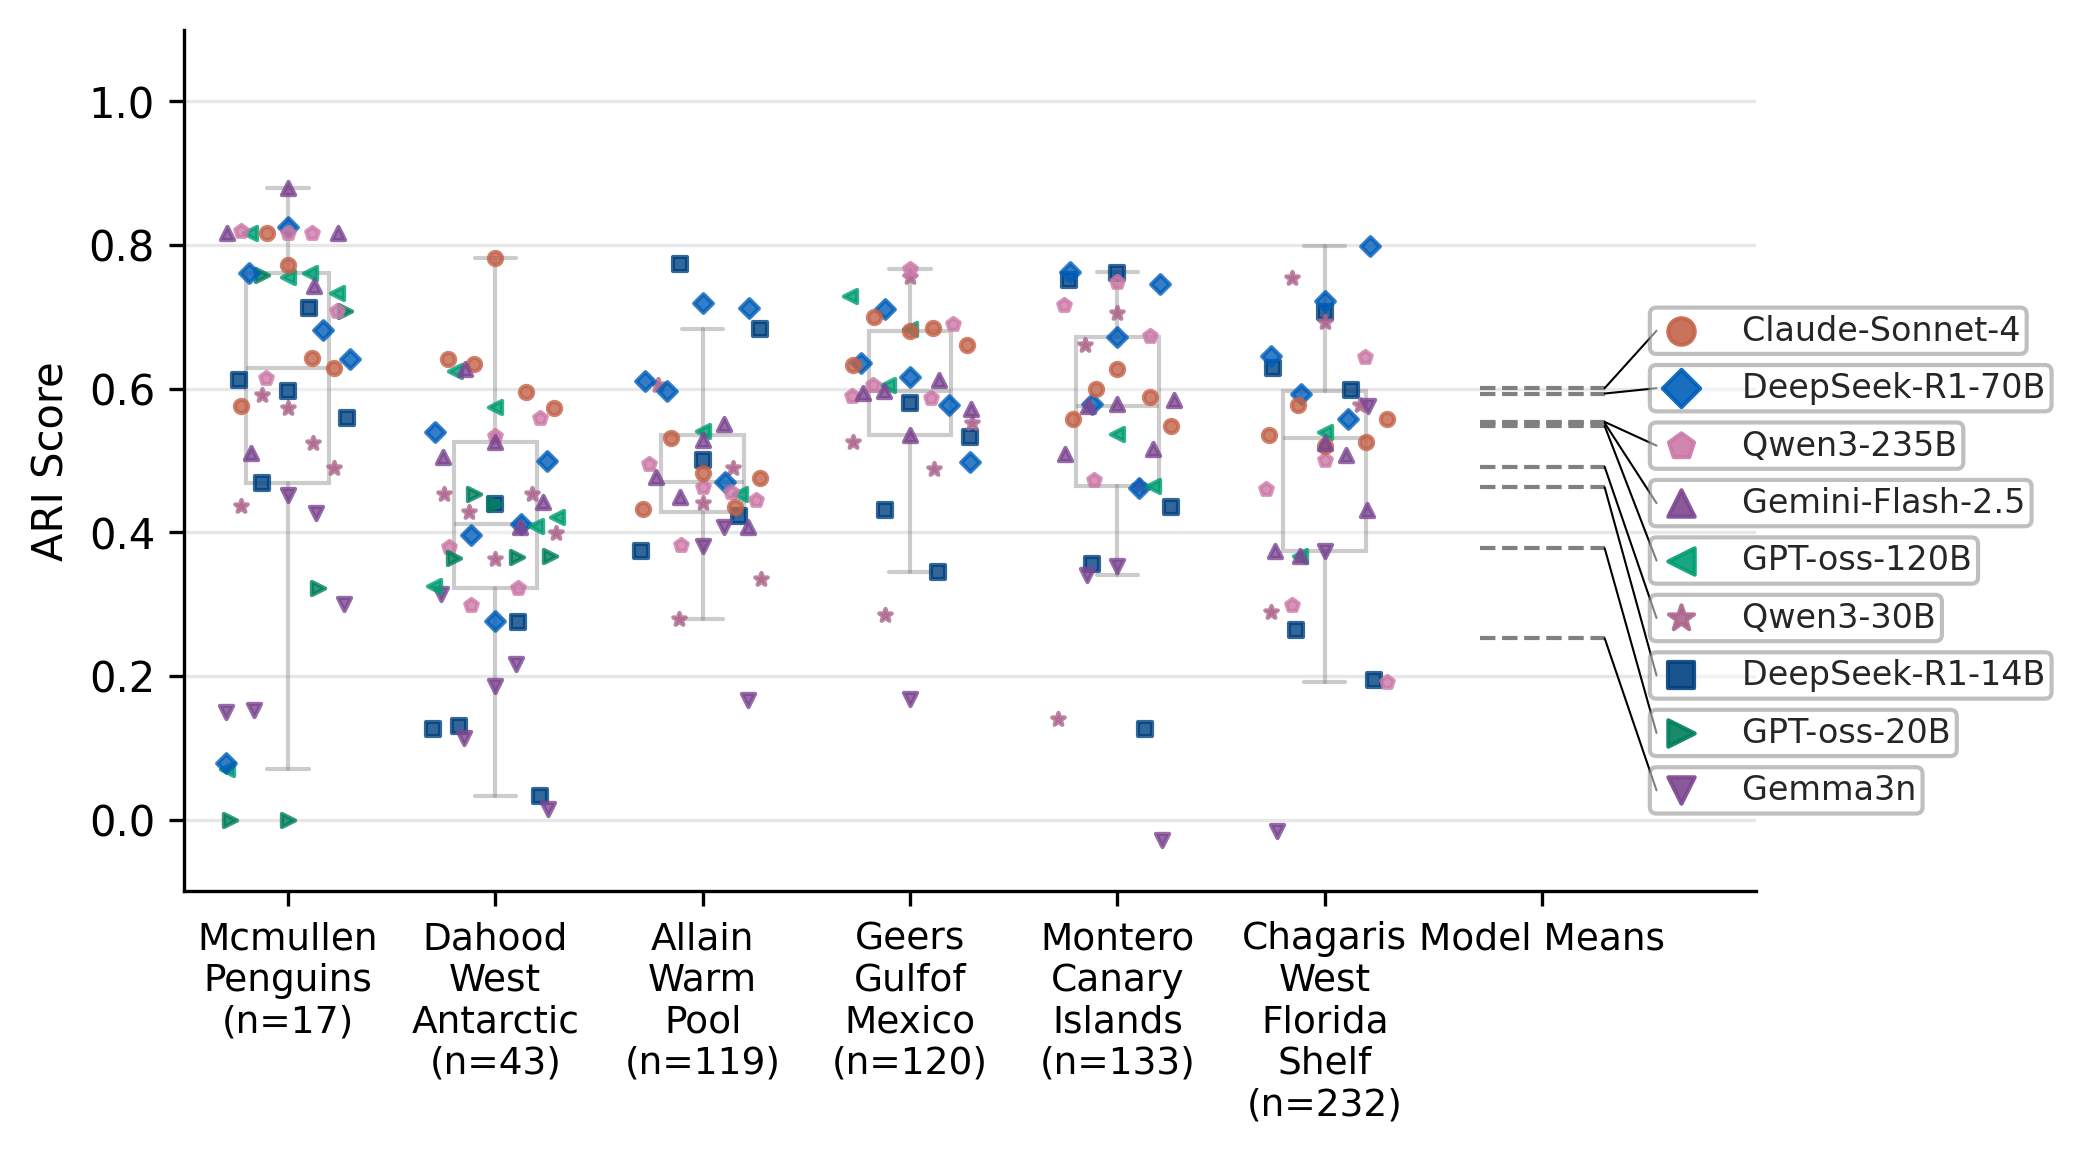 ARI Score
1.0
0.8
0.6
0.4
0.2
0.0
Mcmullen
Penguins
(n=17)
Dahood
West
Antarctic
(n=43)
Allain
Warm
Pool
(n=119)
Geers
Gulfof
Mexico
(n=120)
Montero
Canary
Islands
(n=133)
Chagaris
West
Florida
Shelf
(n=232)
Model Means
Claude-Sonnet-4
DeepSeek-R1-70B
Qwen3-235B
Gemini-Flash-2.5
GPT-oss-120B
Qwen3-30B
DeepSeek-R1-14B
GPT-oss-20B
Gemma3n